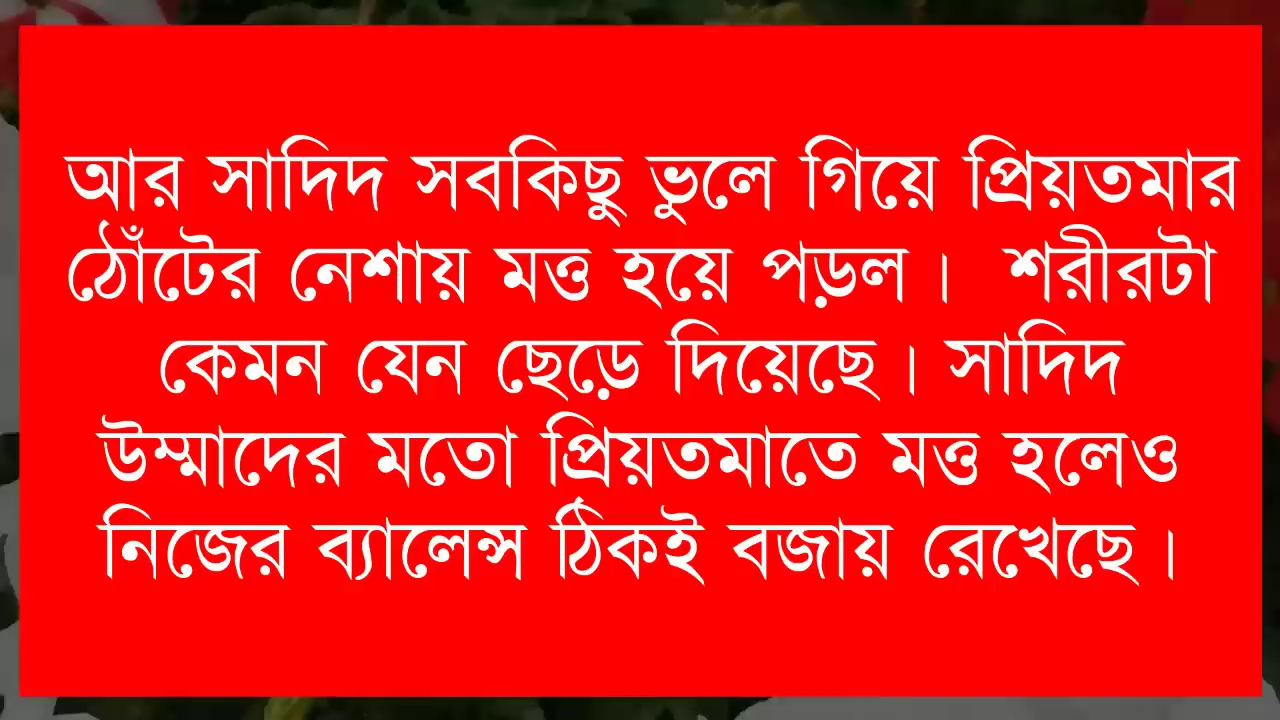 আর সাদিদ সবকিছু ভুলে গিয়ে প্রিয়তমার
ঠোঁটের নেশায় মত্ত হয়ে পড়ল। শরীরটা
কেমন যেন ছেড়ে দিয়েছে। সাদিদ
উম্মাদের মতো প্রিয়তমাতে মত্ত হলেও
নিজের ব্যালেন্স ঠিকই বজায় রেখেছে।